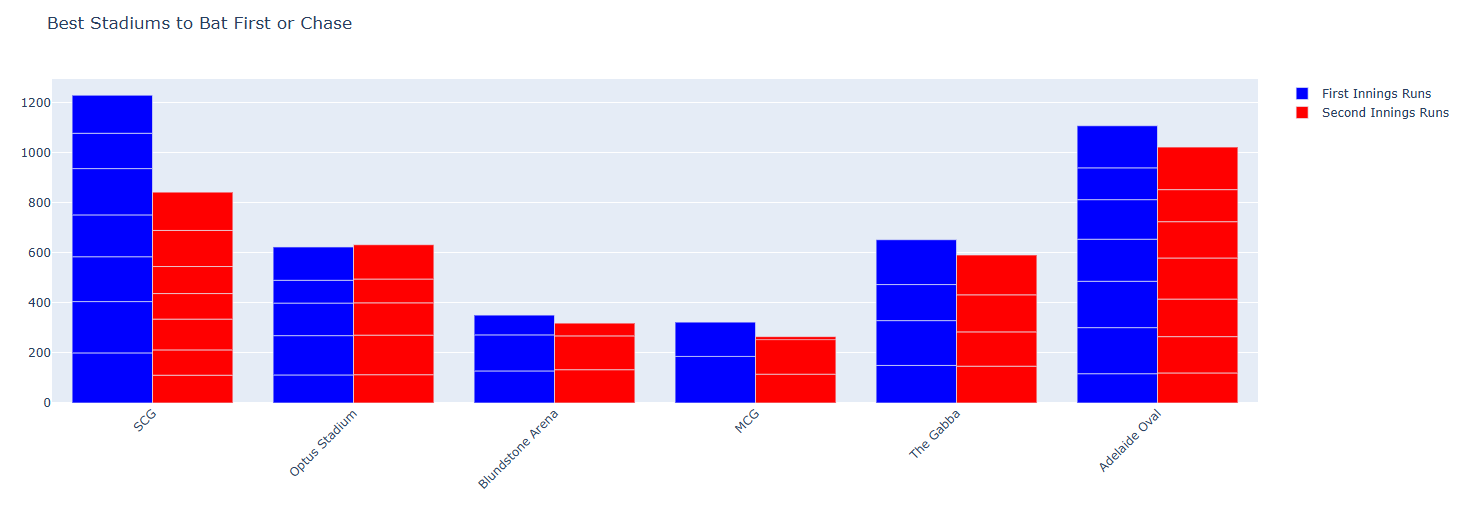 Best Stadiums to Bat First or Chase
First Innings Runs
Second Innings Runs
1200
1000
800
600
400
200
0
SCG
Optus Stadium
Blundstone Arena
MCG
The Gabba
Adelaide Oval